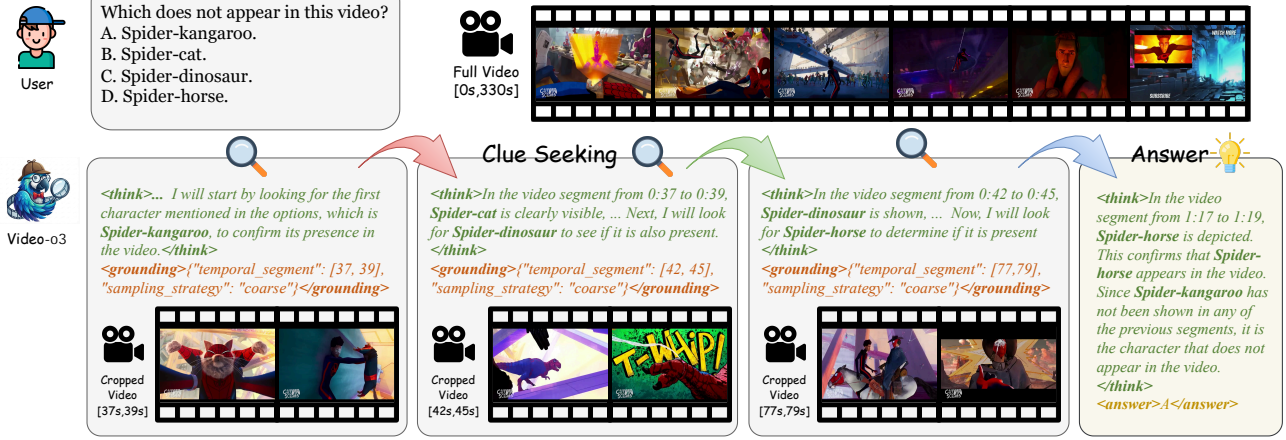 Which does not appear in this video?
A. Spider-kangaroo.
B. Spider-cat.
C. Spider-dinosaur.
D. Spider-horse.
User
Full Video
[0s,330s]
WATCH MORE
SUBSCRIBE
Clue Seeking
Answer
Video-o3
<think>... I will start by looking for the first
character mentioned in the options, which is
Spider-kangaroo, to confirm its presence in
the video.</think>
<grounding>{"temporal_segment": [37, 39],
"sampling_strategy": "coarse"}</grounding>
Cropped
Video
[37s,39s]
<think>In the video segment from 0:37 to 0:39,
Spider-cat is clearly visible, ... Next, I will look
for Spider-dinosaur to see if it is also present.
</think>
<grounding>{"temporal_segment": [42, 45],
"sampling_strategy": "coarse"}</grounding>
Cropped
Video
[42s,45s]
T-WHIP!
<think>In the video segment from 0:42 to 0:45,
Spider-dinosaur is shown, ... Now, I will look
for Spider-horse to determine if it is present
</think>
<grounding>{"temporal_segment": [77,79],
"sampling_strategy": "coarse"}</grounding>
Cropped
Video
[77s,79s]
<think>In the video
segment from 1:17 to 1:19,
Spider-horse is depicted.
This confirms that Spider-
horse appears in the video.
Since Spider-kangaroo has
not been shown in any of
the previous segments, it is
the character that does not
appear in the video.
</think>
<answer>A</answer>